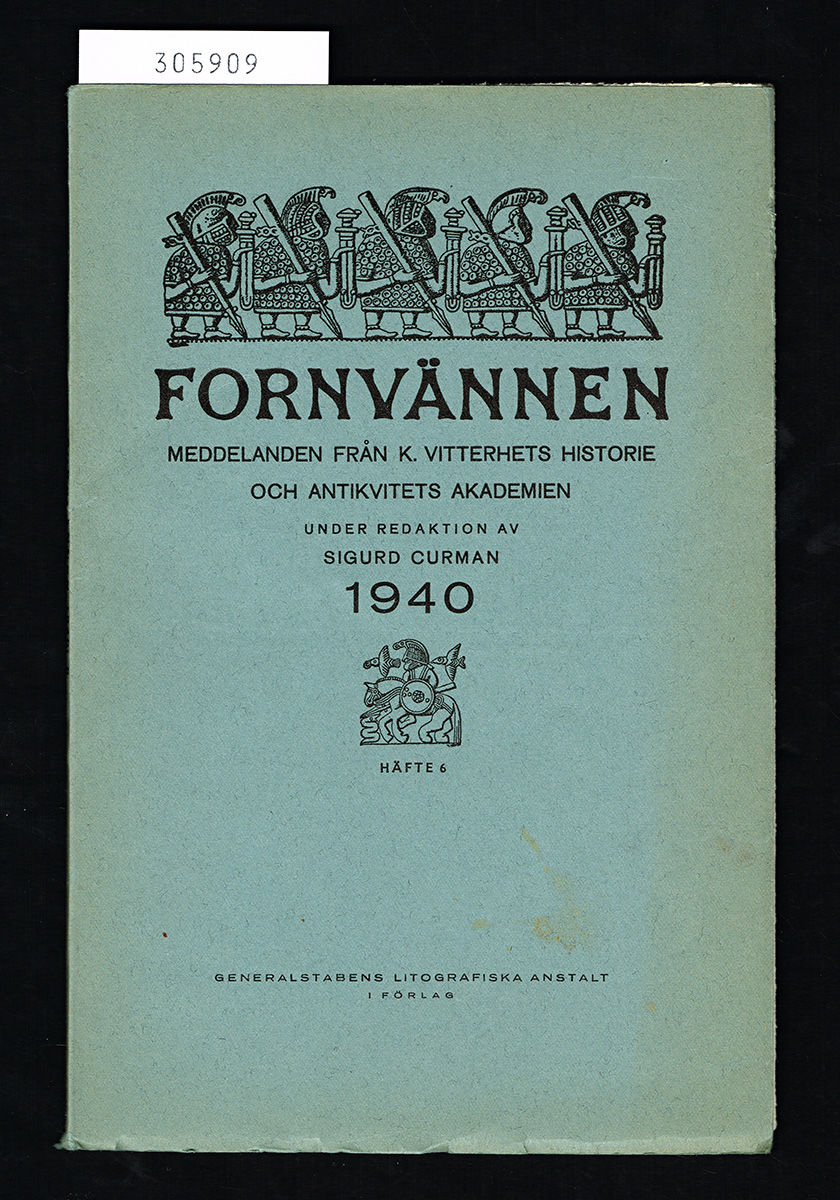 305909
FORNVÄNNEN
MEDDELANDEN FRÅN K. VITTERHETS HISTORIE
OCH ANTIKVITETS AKADEMIEN
UNDER REDAKTION AV
SIGURD CURMAN
1940
HÄFTE 6
GENERALSTABENS LITOGRAFISKA ANSTALT
I FÖRLAG